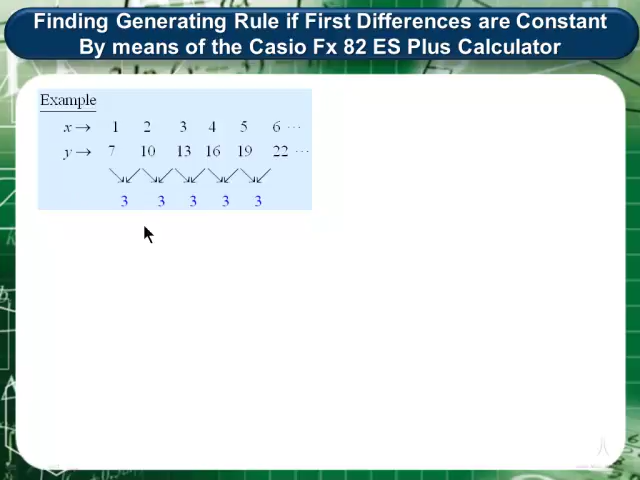 Finding Generating Rule if First Differences are Constant
By means of the Casio Fx 82 ES Plus Calculator
Example
x → 1 2 3 4 5 6 ⋯
y → 7 10 13 16 19 22 ⋯
3 3 3 3 3